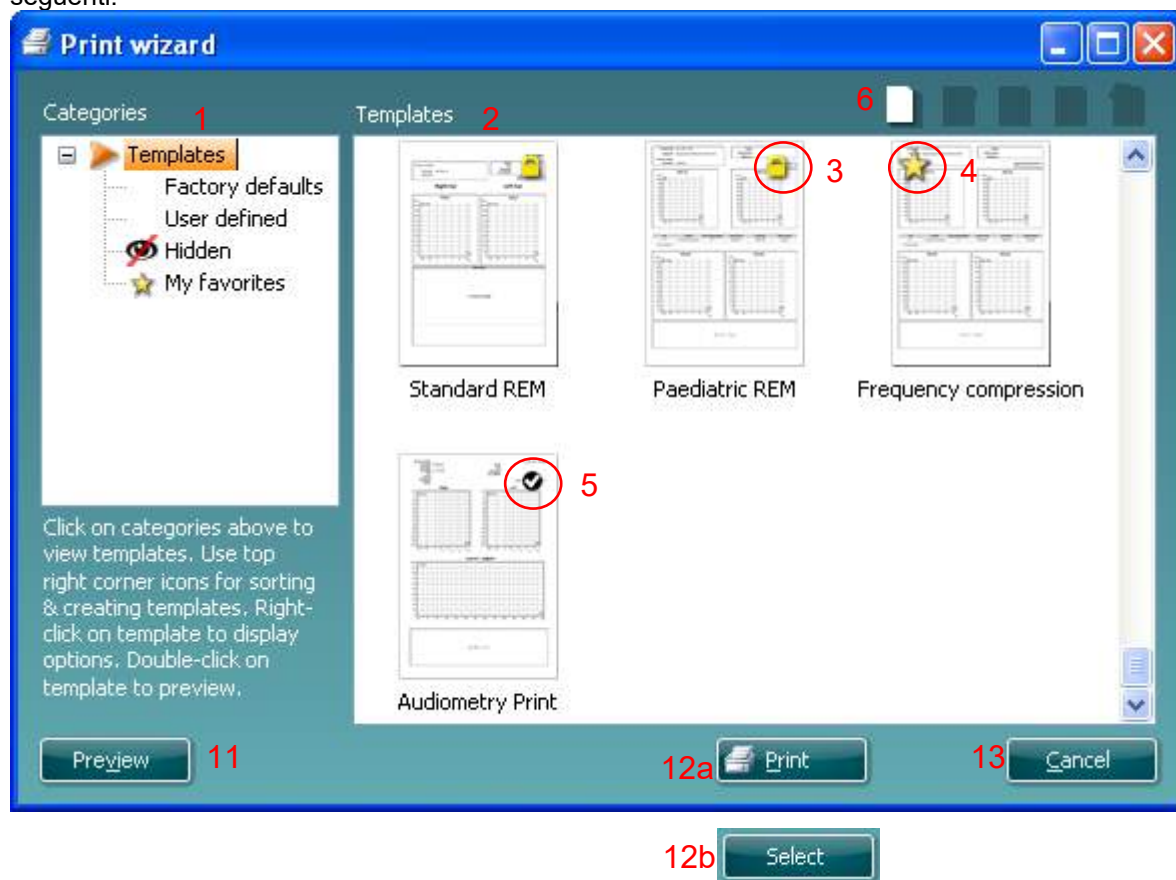 seguenti:
Print wizard
Categories 1
Templates 2
6
Templates
Factory defaults
User defined
Hidden
My favorites
3
4
Standard REM
Paediatric REM
Frequency compression
5
Audiometry Print
Click on categories above to
view templates. Use top
right corner icons for sorting
& creating templates. Right-
click on template to display
options. Double-click on
template to preview.
Preview 11
12a Print
13 Cancel
12b Select